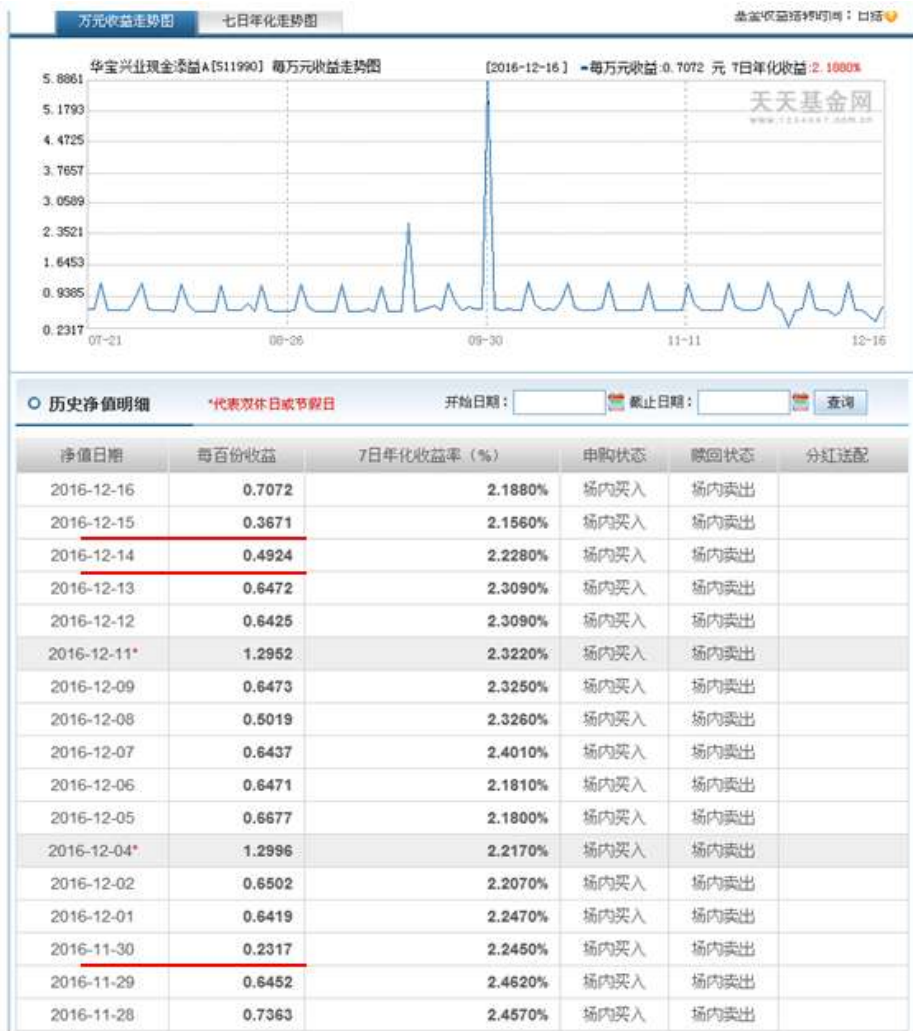 万元收益走势图 七日年化走势图 基金收益结转时间：日结
华宝兴业现金添益A[511990] 每万元收益走势图 [2016-12-16] 每万元收益:0.7072 元 7日年化收益:2.1880%
5.8861
天天基金网
5.1793
4.4725
3.7657
3.0589
2.3521
1.6453
0.9385
0.2317
07-21 08-26 09-30 11-11 12-16
历史净值明细 *代表双休日或节假日 开始日期： 截止日期： 查询
净值日期 每百份收益 7日年化收益率（%） 申购状态 赎回状态 分红送配
2016-12-16 0.7072 2.1880% 场内买入 场内卖出
2016-12-15 0.3671 2.1560% 场内买入 场内卖出
2016-12-14 0.4924 2.2280% 场内买入 场内卖出
2016-12-13 0.6472 2.3090% 场内买入 场内卖出
2016-12-12 0.6425 2.3090% 场内买入 场内卖出
2016-12-11* 1.2952 2.3220% 场内买入 场内卖出
2016-12-09 0.6473 2.3250% 场内买入 场内卖出
2016-12-08 0.5019 2.3260% 场内买入 场内卖出
2016-12-07 0.6437 2.4010% 场内买入 场内卖出
2016-12-06 0.6471 2.1810% 场内买入 场内卖出
2016-12-05 0.6677 2.1800% 场内买入 场内卖出
2016-12-04* 1.2996 2.2170% 场内买入 场内卖出
2016-12-02 0.6502 2.2070% 场内买入 场内卖出
2016-12-01 0.6419 2.2470% 场内买入 场内卖出
2016-11-30 0.2317 2.2450% 场内买入 场内卖出
2016-11-29 0.6452 2.4620% 场内买入 场内卖出
2016-11-28 0.7363 2.4570% 场内买入 场内卖出